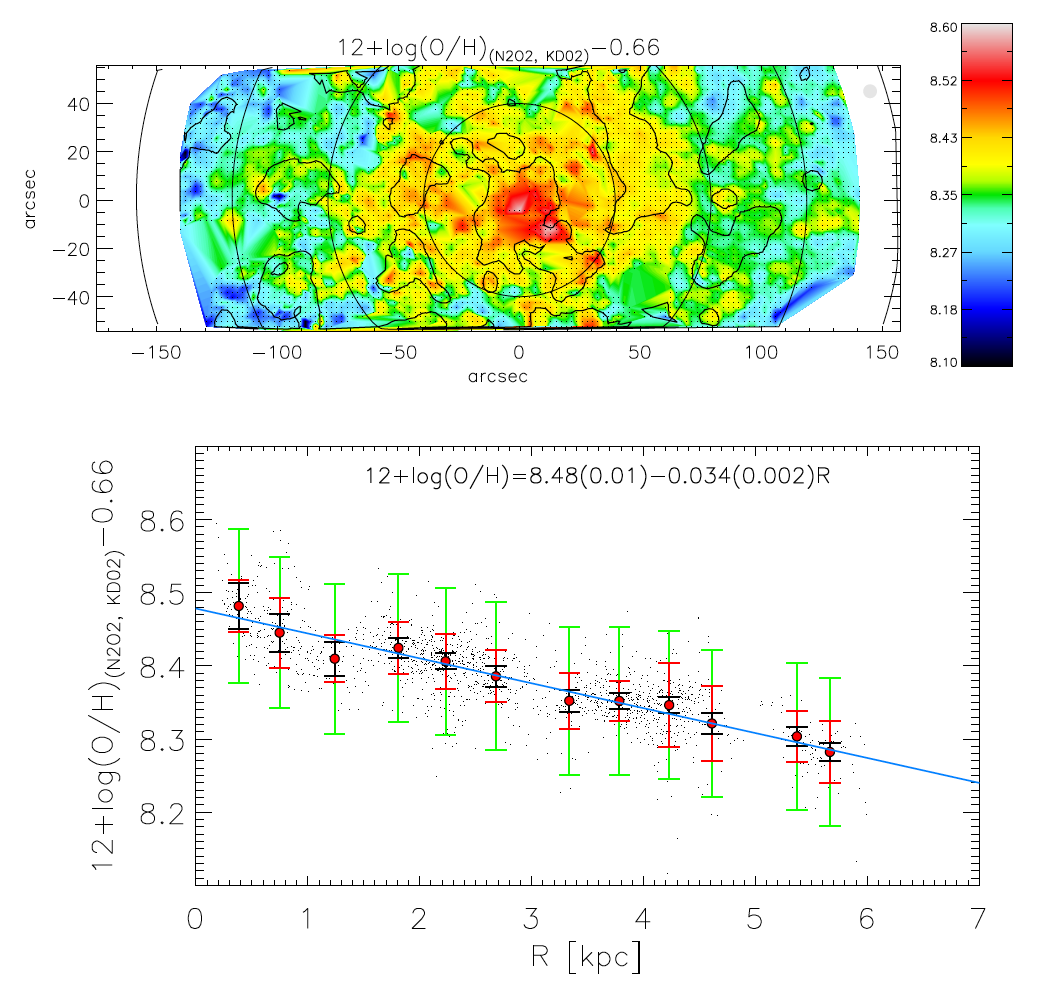 12+log(O/H)(N2O2, KD02)−0.66
8.60
8.52
8.43
8.35
8.27
8.18
8.10
arcsec
40
20
0
−20
−40
−150 −100 −50 0 50 100 150
arcsec
12+log(O/H)=8.48(0.01)−0.034(0.002)R
12+log(O/H)(N2O2, KD02)−0.66
8.6
8.5
8.4
8.3
8.2
0 1 2 3 4 5 6 7
R [kpc]